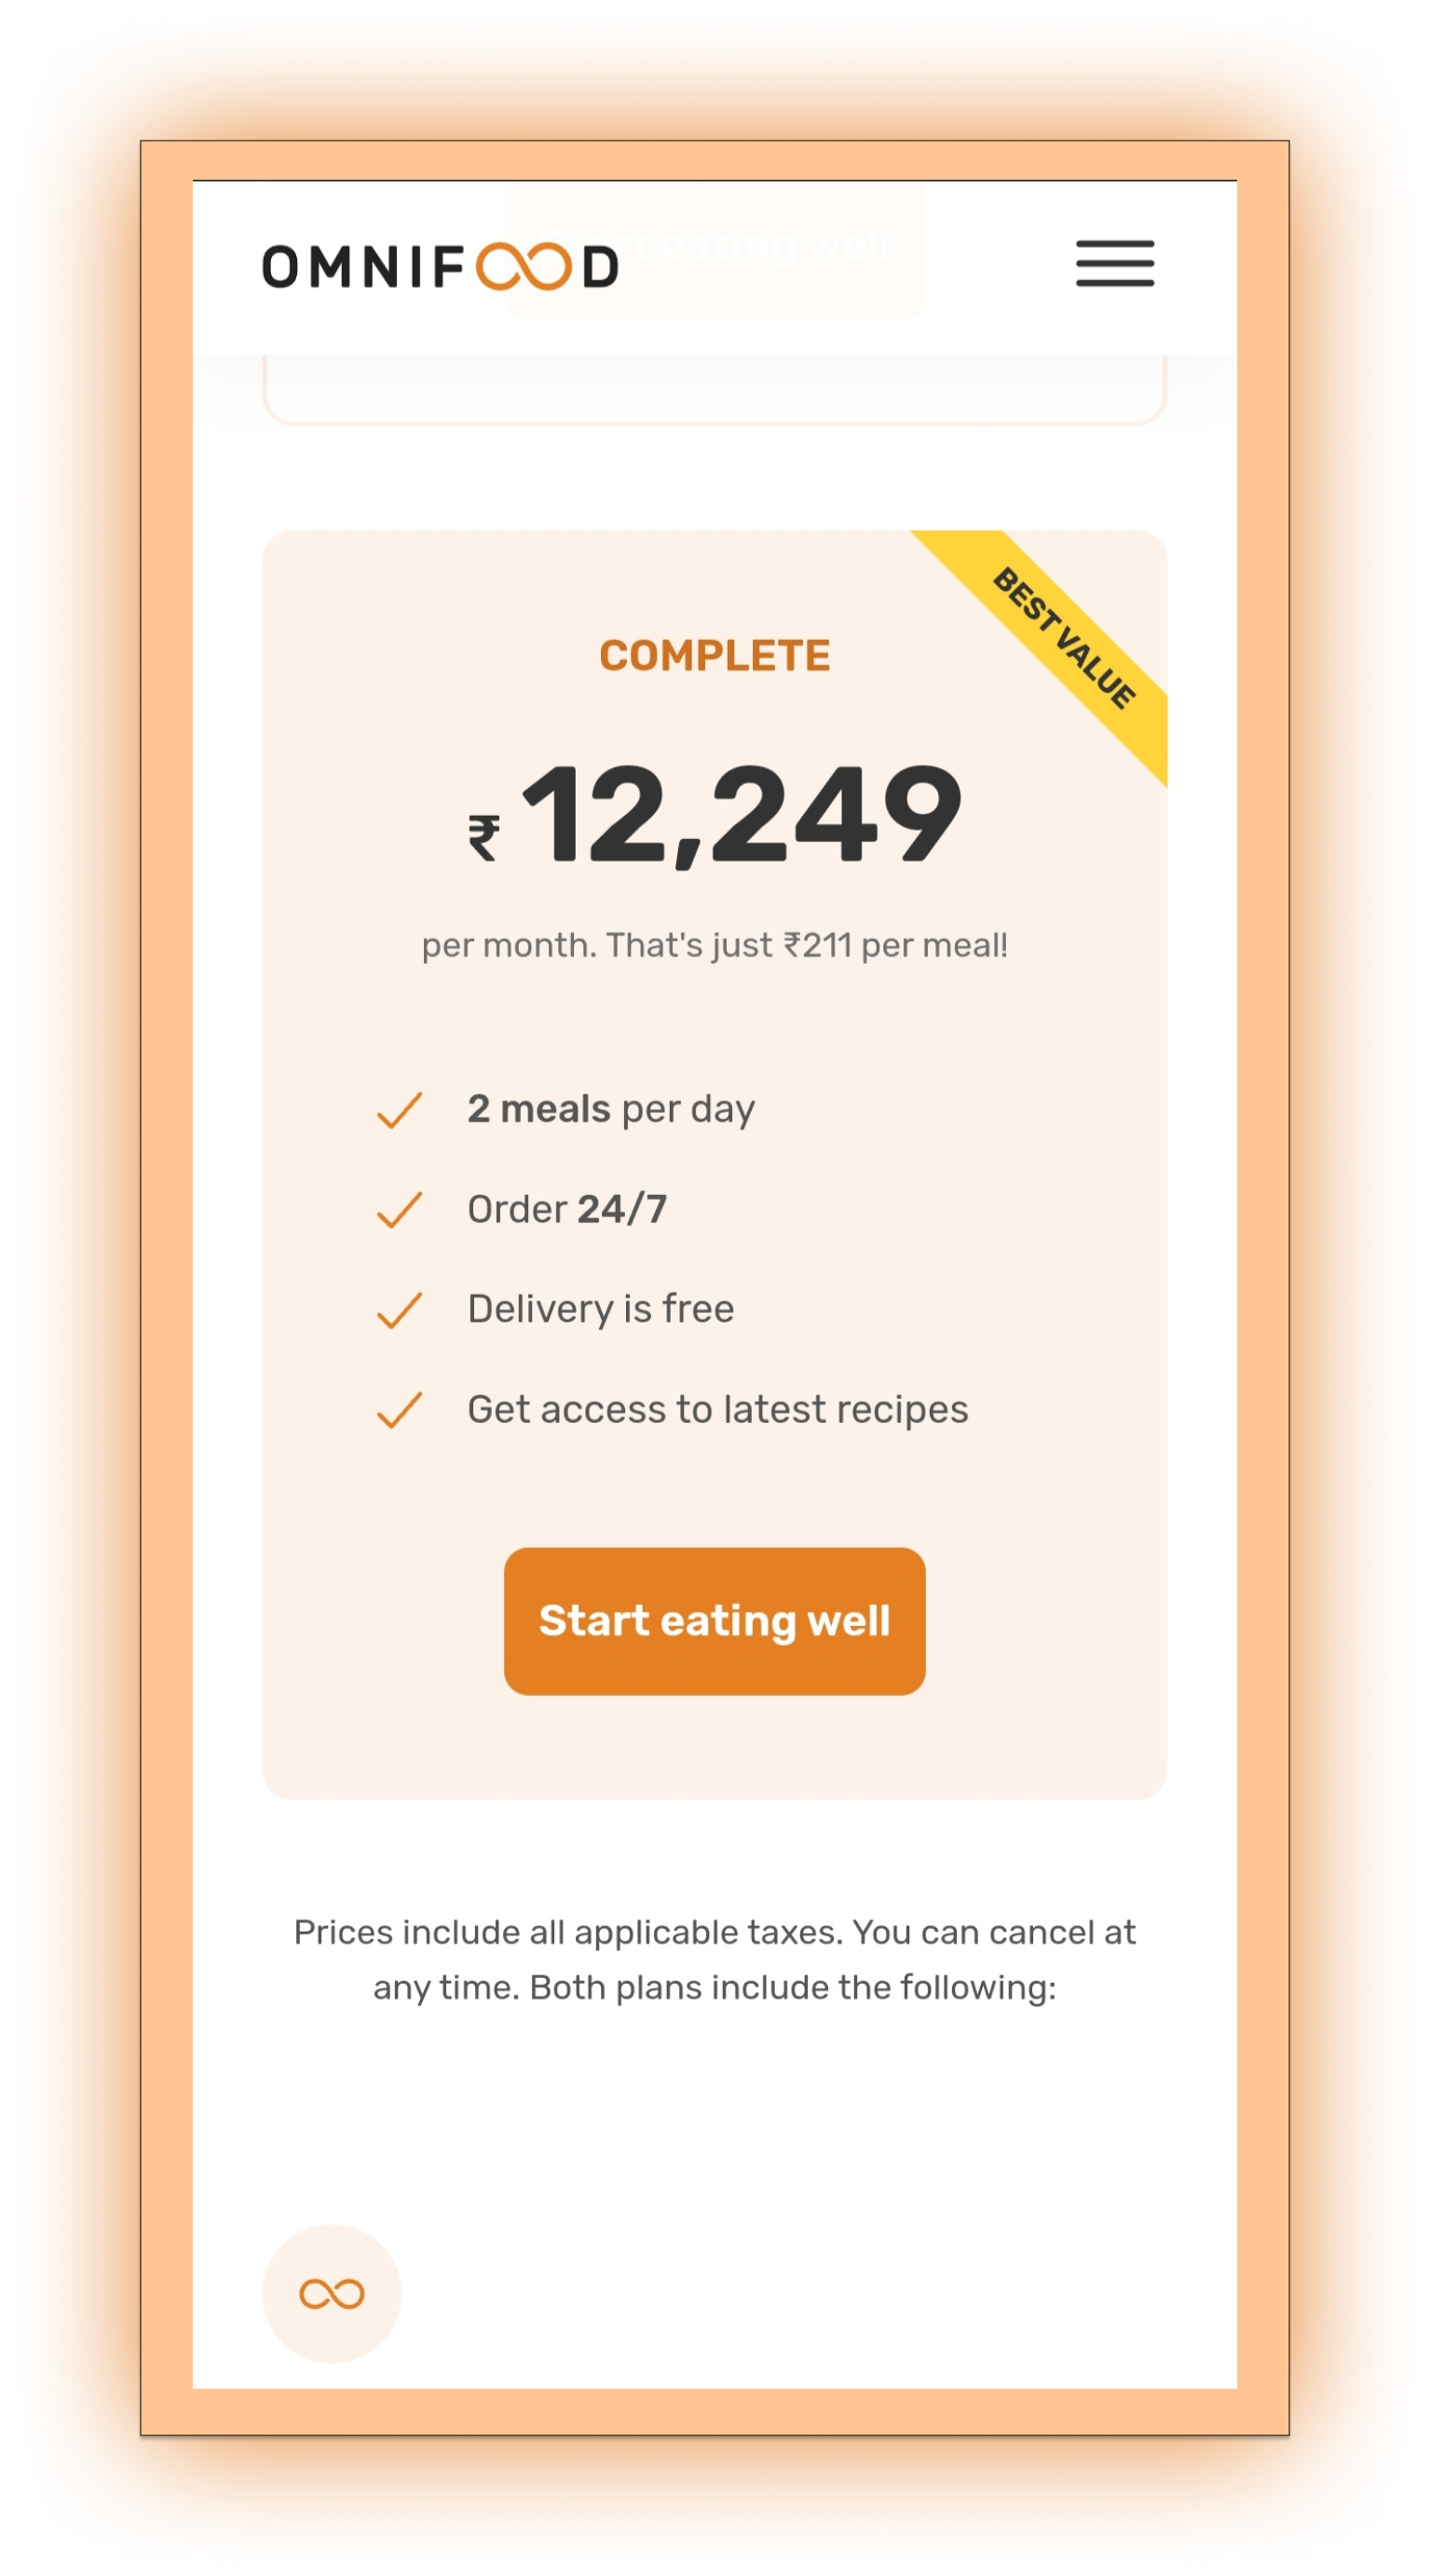 OMNIFOOD
Start eating well
BEST VALUE
COMPLETE
₹12,249
per month. That's just ₹211 per meal!
2 meals per day
Order 24/7
Delivery is free
Get access to latest recipes
Start eating well
Prices include all applicable taxes. You can cancel at
any time. Both plans include the following: